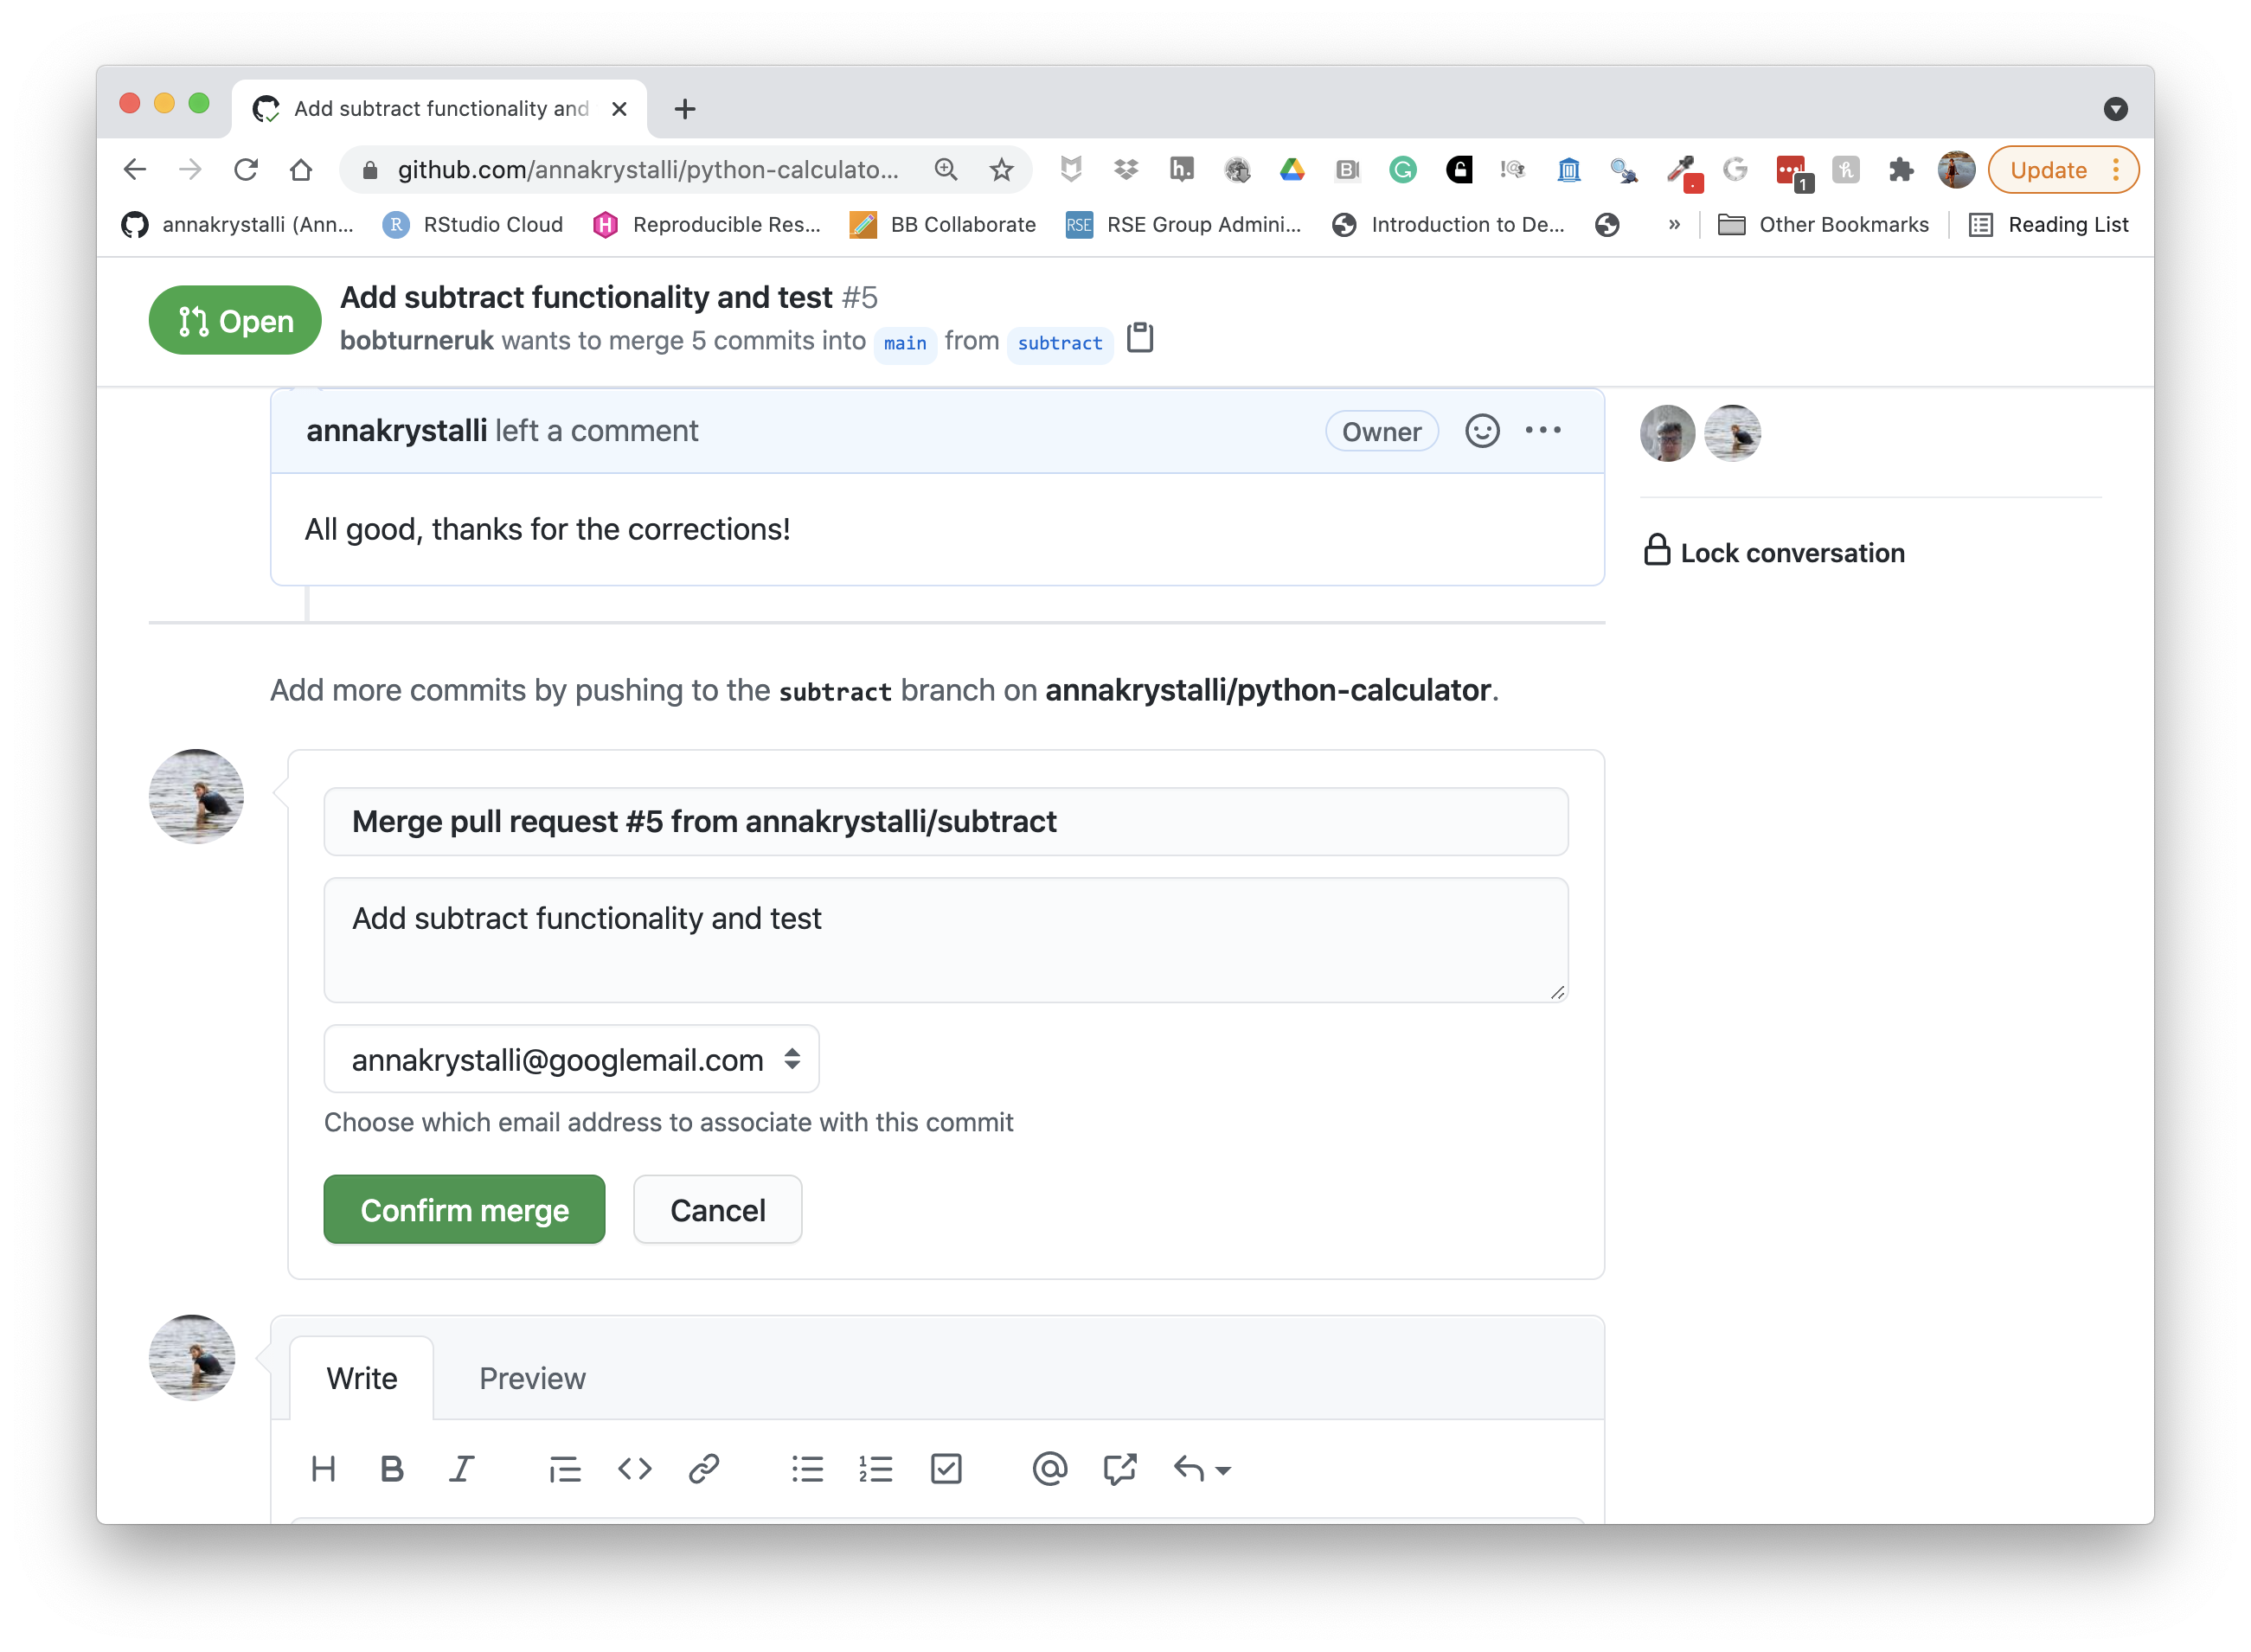 Add subtract functionality and
github.com/annakrystalli/python-calculato...
1
Update
annakrystalli (Ann...
R
RStudio Cloud
H
Reproducible Res...
BB Collaborate
RSE
RSE Group Admini...
Introduction to De...
»
Other Bookmarks
Reading List
Open
Add subtract functionality and test #5
bobturneruk wants to merge 5 commits into main from subtract
annakrystalli left a comment
Owner
All good, thanks for the corrections!
Lock conversation
Add more commits by pushing to the subtract branch on annakrystalli/python-calculator.
Merge pull request #5 from annakrystalli/subtract
Add subtract functionality and test
annakrystalli@googlemail.com
Choose which email address to associate with this commit
Confirm merge
Cancel
Write
Preview